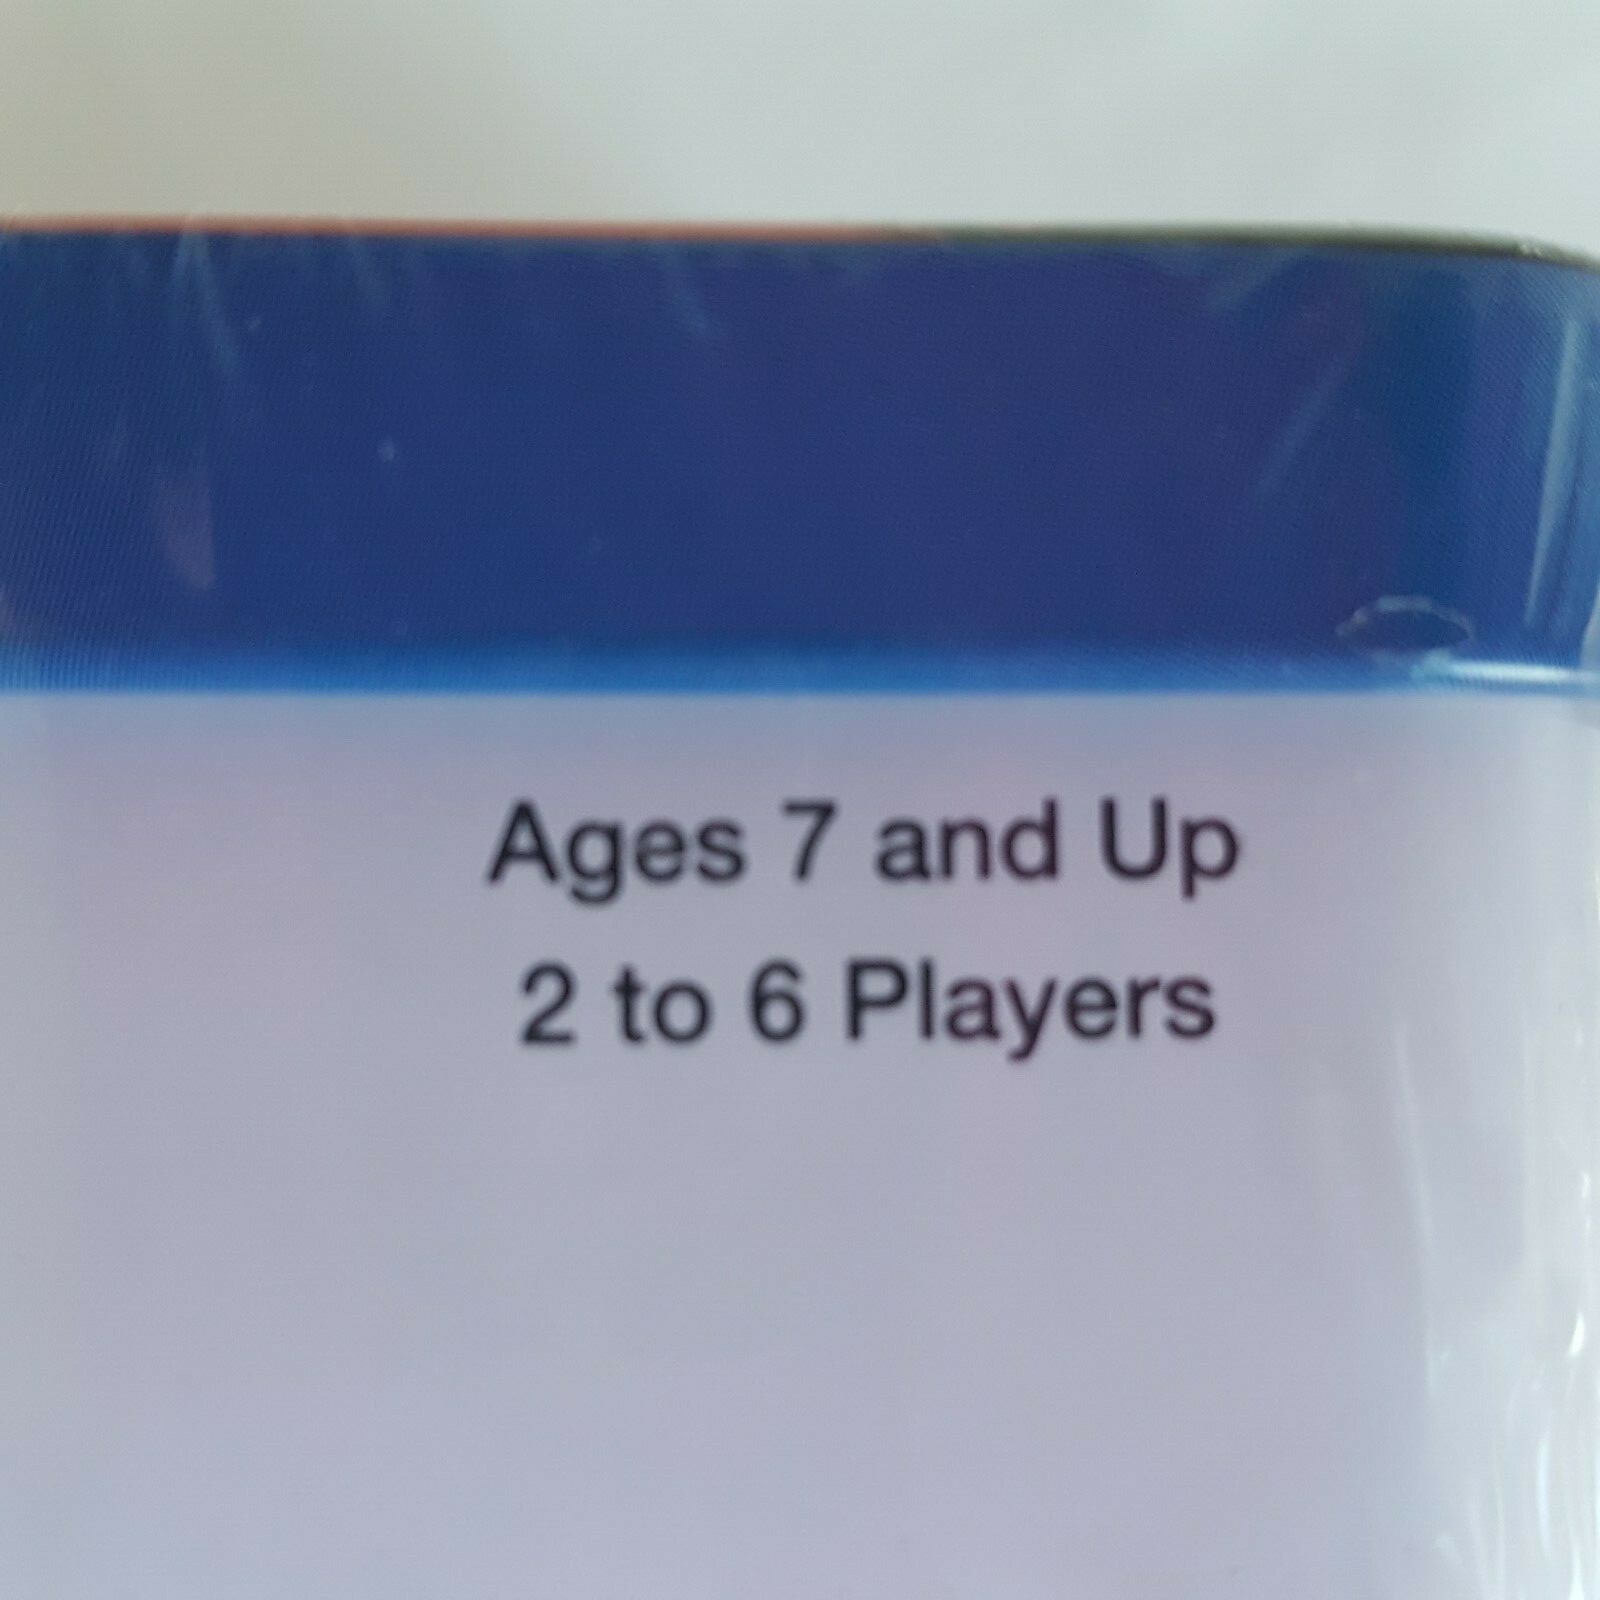 Ages 7 and Up
2 to 6 Players